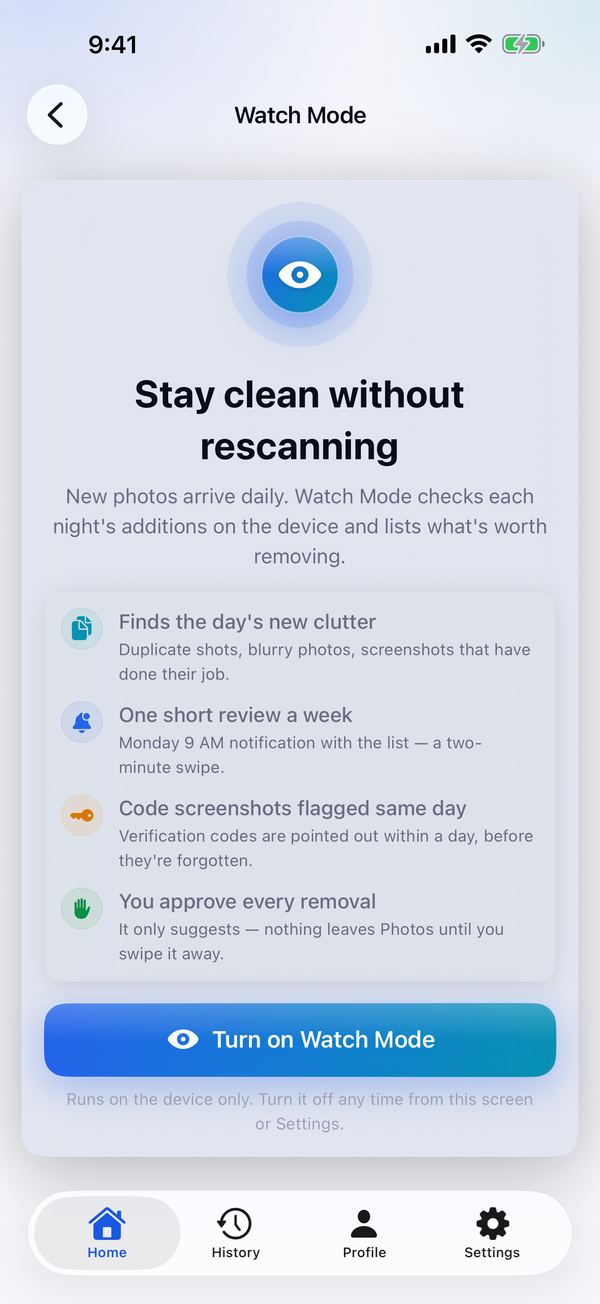 9:41
Watch Mode
Stay clean without
rescanning
New photos arrive daily. Watch Mode checks each
night's additions on the device and lists what's worth
removing.
Finds the day's new clutter
Duplicate shots, blurry photos, screenshots that have
done their job.
One short review a week
Monday 9 AM notification with the list — a two-
minute swipe.
Code screenshots flagged same day
Verification codes are pointed out within a day, before
they're forgotten.
You approve every removal
It only suggests — nothing leaves Photos until you
swipe it away.
Turn on Watch Mode
Runs on the device only. Turn it off any time from this screen
or Settings.
Home History Profile Settings